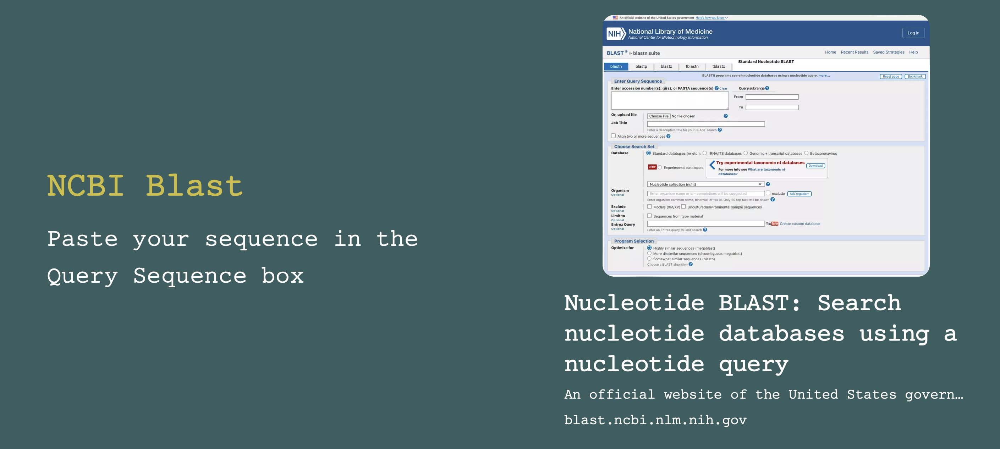 NCBI Blast
Paste your sequence in the
Query Sequence box
An official website of the United States government Here's how you know
NIH National Library of Medicine
National Center for Biotechnology Information
Log in
BLAST ® » blastn suite
Home Recent Results Saved Strategies Help
Standard Nucleotide BLAST
blastn blastp blastx tblastn tblastx
BLASTN programs search nucleotide databases using a nucleotide query. more...
Reset page Bookmark
Enter Query Sequence
Enter accession number(s), gi(s), or FASTA sequence(s) ? Clear
Query subrange ?
From
To
Or, upload file Choose File No file chosen ?
Job Title
Enter a descriptive title for your BLAST search ?
Align two or more sequences ?
Choose Search Set
Database Standard databases (nr etc.): rRNA/ITS databases Genomic + transcript databases Betacoronavirus
New Experimental databases
Try experimental taxonomic nt databases
Download
For more info see What are taxonomic nt
databases?
Nucleotide collection (nr/nt) ?
Organism
Optional
Enter organism name or id--completions will be suggested exclude Add organism
Enter organism common name, binomial, or tax id. Only 20 top taxa will be shown ?
Exclude
Optional
Models (XM/XP) Uncultured/environmental sample sequences
Limit to
Optional
Sequences from type material
Entrez Query
Optional
YouTube Create custom database
Enter an Entrez query to limit search ?
Program Selection
Optimize for Highly similar sequences (megablast)
More dissimilar sequences (discontiguous megablast)
Somewhat similar sequences (blastn)
Choose a BLAST algorithm ?
Nucleotide BLAST: Search
nucleotide databases using a
nucleotide query
An official website of the United States govern…
blast.ncbi.nlm.nih.gov